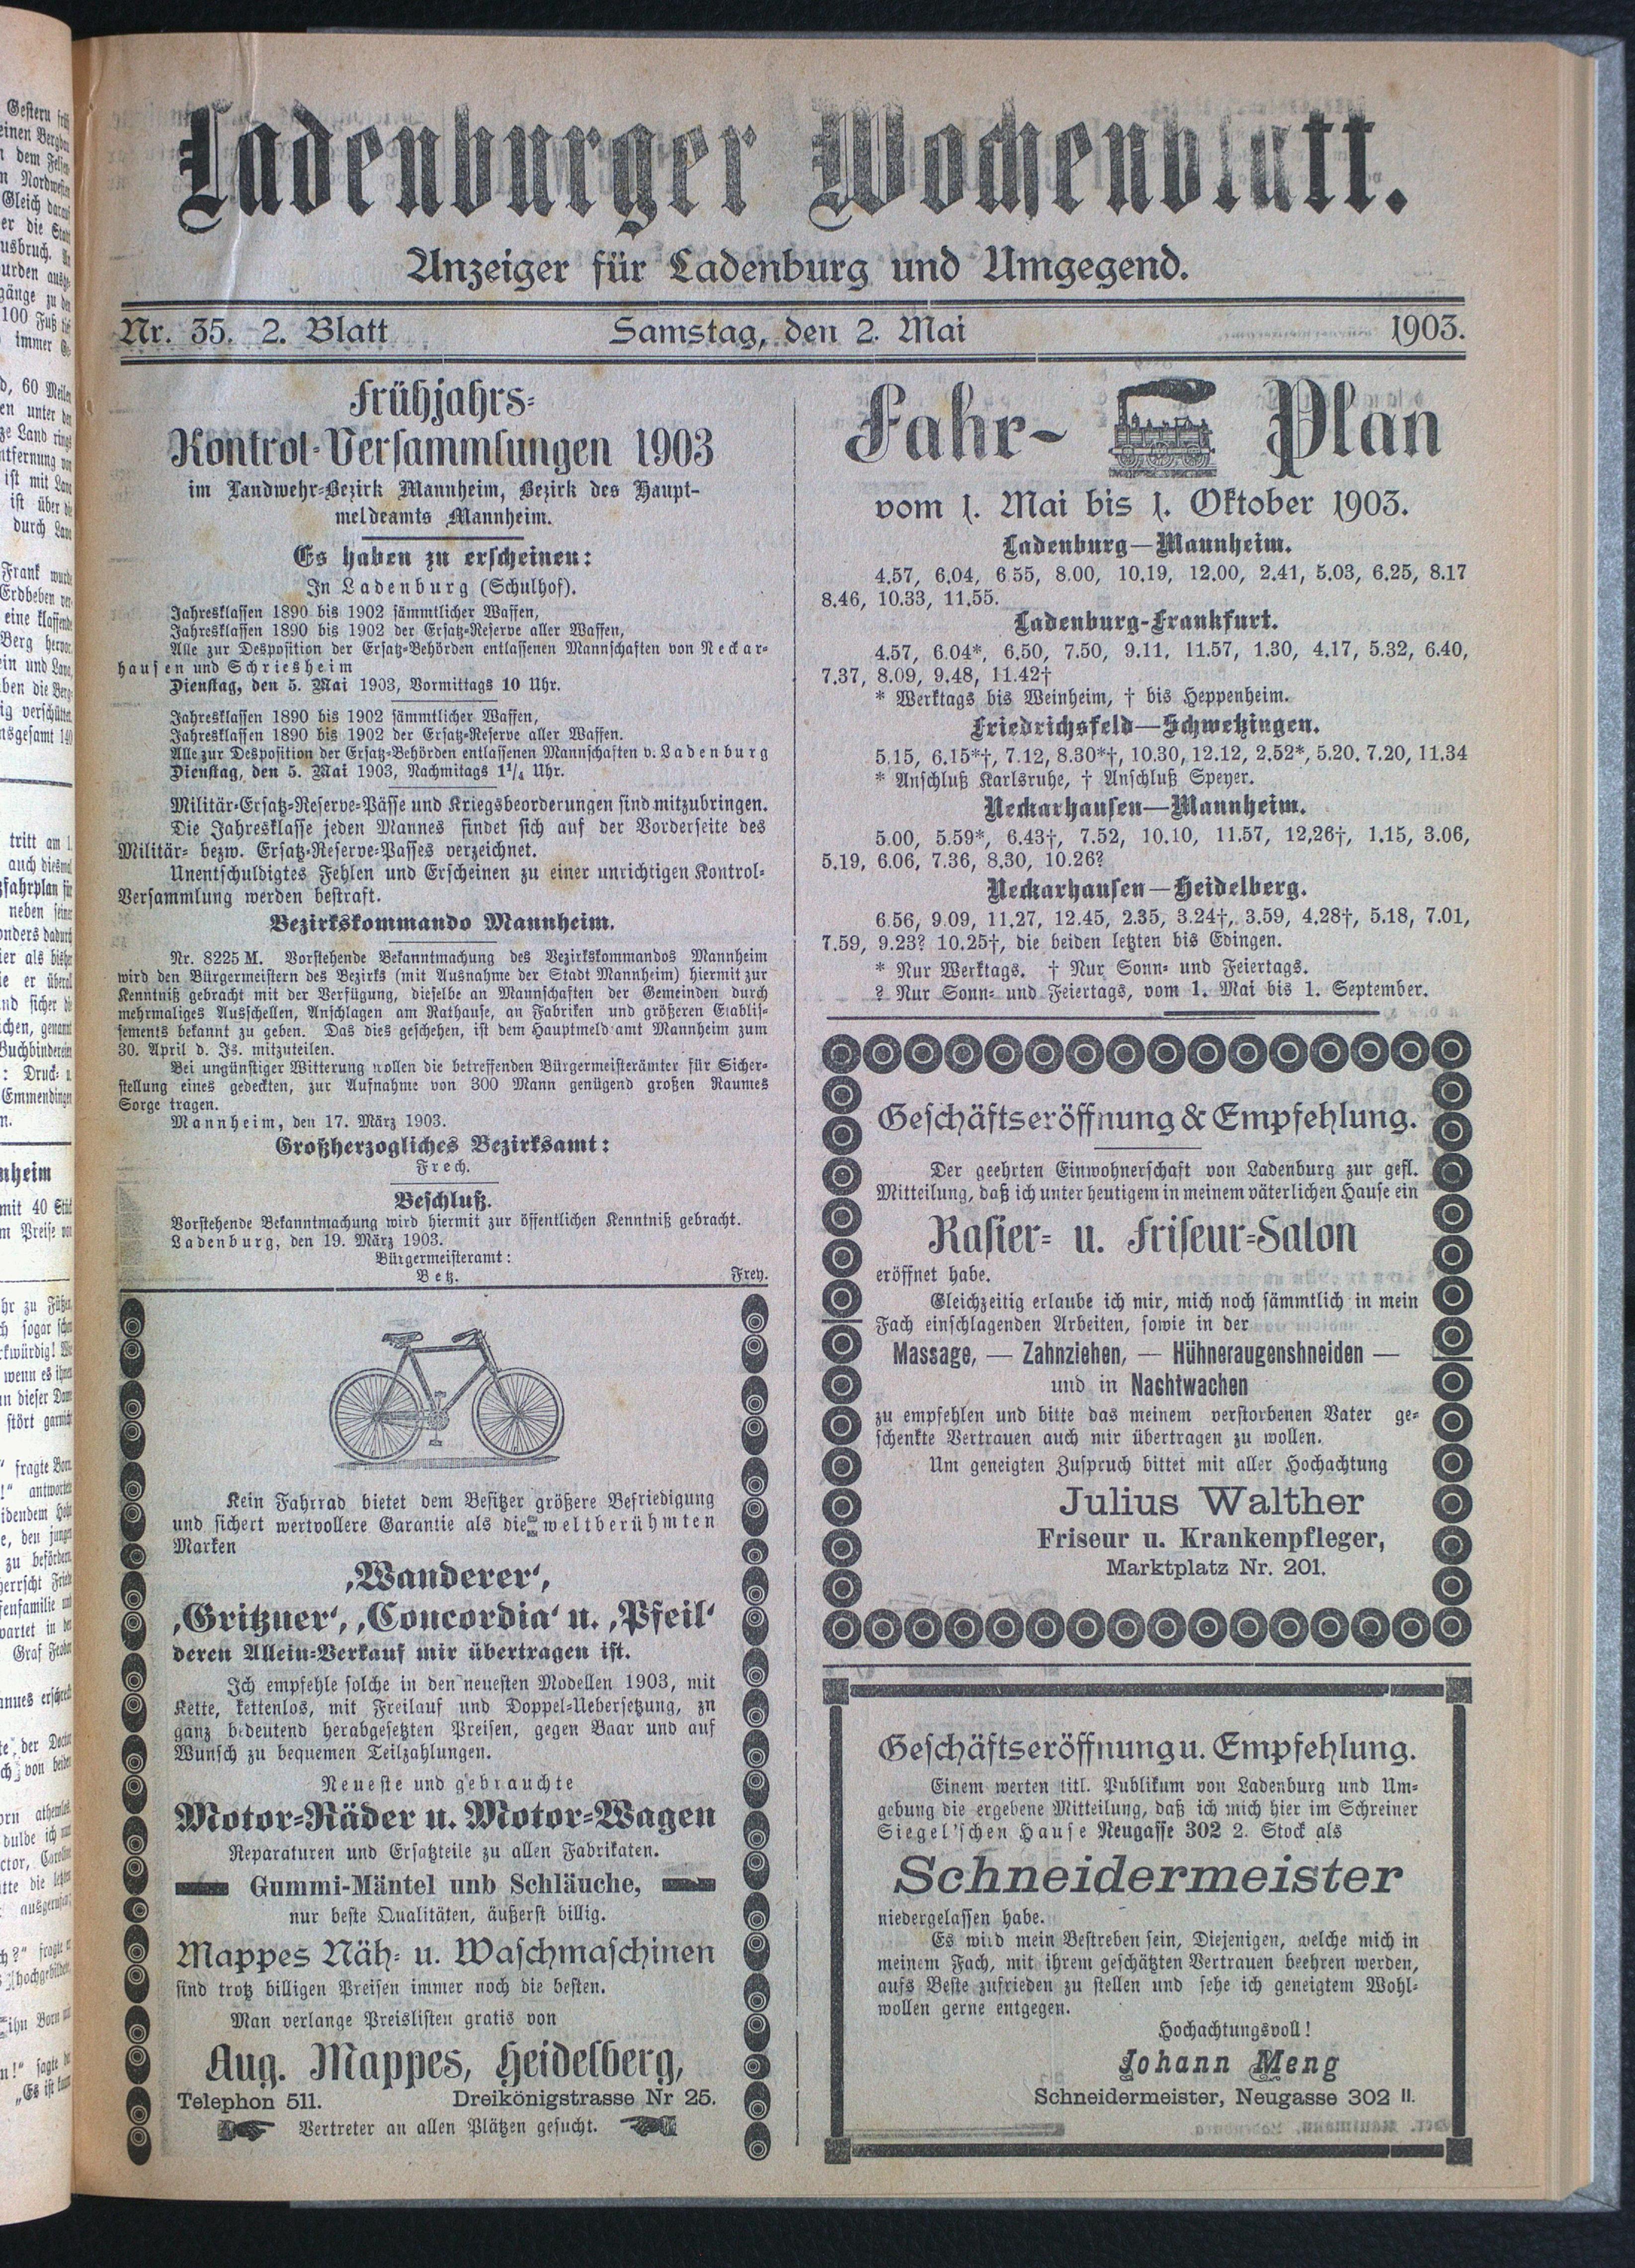 Ladenburger Wochenblatt.
Anzeiger für Ladenburg und Umgegend.
Nr. 35. 2. Blatt Samstag, den 2. Mai 1903.
Frühjahrs-
Kontrol-Versammlungen 1903
im Landwehr-Bezirk Mannheim, Bezirk des Haupt-
meldeamts Mannheim.
Es haben zu erscheinen:
In Ladenburg (Schulhof).
Jahresklassen 1890 bis 1902 sämmtlicher Waffen,
Jahresklassen 1890 bis 1902 der Ersatz-Reserve aller Waffen,
Alle zur Desposition der Ersatz-Behörden entlassenen Mannschaften von Neckar-
hausen und Schriesheim
Dienstag, den 5. Mai 1903, Vormittags 10 Uhr.
Jahresklassen 1890 bis 1902 sämmtlicher Waffen,
Jahresklassen 1890 bis 1902 der Ersatz-Reserve aller Waffen.
Alle zur Desposition der Ersatz-Behörden entlassenen Mannschaften v. Ladenburg
Dienstag, den 5. Mai 1903, Nachmitags 1¹/₄ Uhr.
Militär-Ersatz-Reserve-Pässe und Kriegsbeorderungen sind mitzubringen.
Die Jahresklasse jeden Mannes findet sich auf der Vorderseite des
Militär- bezw. Ersatz-Reserve-Passes verzeichnet.
Unentschuldigtes Fehlen und Erscheinen zu einer unrichtigen Kontrol-
Versammlung werden bestraft.
Bezirkskommando Mannheim.
Nr. 8225 M. Vorstehende Bekanntmachung des Bezirkskommandos Mannheim
wird den Bürgermeistern des Bezirks (mit Ausnahme der Stadt Mannheim) hiermit zur
Kenntniß gebracht mit der Verfügung, dieselbe an Mannschaften der Gemeinden durch
mehrmaliges Ausschellen, Anschlagen am Rathause, an Fabriken und größeren Etablis-
sements bekannt zu geben. Das dies geschehen, ist dem Hauptmeld amt Mannheim zum
30. April d. Js. mitzuteilen.
Bei ungünstiger Witterung wollen die betreffenden Bürgermeisterämter für Sicher-
stellung eines gedeckten, zur Aufnahme von 300 Mann genügend großen Raumes
Sorge tragen.
Mannheim, den 17. März 1903.
Großherzogliches Bezirksamt:
Frech.
Beschluß.
Vorstehende Bekanntmachung wird hiermit zur öffentlichen Kenntniß gebracht.
Ladenburg, den 19. März 1903.
Bürgermeisteramt:
Betz. Frey.
Kein Fahrrad bietet dem Besitzer größere Befriedigung
und sichert wertvollere Garantie als die weltberühmten
Marken
‚Wanderer‘,
‚Gritzner‘, ‚Concordia‘ u. ‚Pfeil‘
deren Allein-Verkauf mir übertragen ist.
Ich empfehle solche in den neuesten Modellen 1903, mit
Kette, kettenlos, mit Freilauf und Doppel-Uebersetzung, zu
ganz bedeutend herabgesetzten Preisen, gegen Baar und auf
Wunsch zu bequemen Teilzahlungen.
Neueste und gebrauchte
Motor-Räder u. Motor-Wagen
Reparaturen und Ersatzteile zu allen Fabrikaten.
Gummi-Mäntel unb Schläuche,
nur beste Qualitäten, äußerst billig.
Mappes Näh- u. Waschmaschinen
sind trotz billigen Preisen immer noch die besten.
Man verlange Preislisten gratis von
Aug. Mappes, Heidelberg,
Telephon 511. Dreikönigstrasse Nr 25.
Vertreter an allen Plätzen gesucht.
Fahr- Plan
vom 1. Mai bis 1. Oktober 1903.
Ladenburg—Mannheim.
4.57, 6.04, 6 55, 8.00, 10.19, 12.00, 2.41, 5.03, 6.25, 8.17
8.46, 10.33, 11.55.
Ladenburg-Frankfurt.
4.57, 6.04*, 6.50, 7.50, 9.11, 11.57, 1.30, 4.17, 5.32, 6.40,
7.37, 8.09, 9.48, 11.42†
* Werktags bis Weinheim, † bis Heppenheim.
Friedrichsfeld—Schwetzingen.
5.15, 6.15*†, 7.12, 8.30*†, 10.30, 12.12, 2.52*, 5.20. 7.20, 11.34
* Anschluß Karlsruhe, † Anschluß Speyer.
Neckarhausen—Mannheim.
5.00, 5.59*, 6.43†, 7.52, 10.10, 11.57, 12,26†, 1.15, 3.06,
5.19, 6.06, 7.36, 8.30, 10.26?
Neckarhausen—Heidelberg.
6.56, 9.09, 11.27, 12.45, 2.35, 3.24†, 3.59, 4.28†, 5.18, 7.01,
7.59, 9.23? 10.25†, die beiden letzten bis Edingen.
* Nur Werktags. † Nur Sonn- und Feiertags.
? Nur Sonn- und Feiertags, vom 1. Mai bis 1. September.
Geschäftseröffnung & Empfehlung.
Der geehrten Einwohnerschaft von Ladenburg zur gefl.
Mitteilung, daß ich unter heutigem in meinem väterlichen Hause ein
Rasier- u. Friseur-Salon
eröffnet habe.
Gleichzeitig erlaube ich mir, mich noch sämmtlich in mein
Fach einschlagenden Arbeiten, sowie in der
Massage, — Zahnziehen, — Hühneraugenshneiden —
und in Nachtwachen
zu empfehlen und bitte das meinem verstorbenen Vater ge-
schenkte Vertrauen auch mir übertragen zu wollen.
Um geneigten Zuspruch bittet mit aller Hochachtung
Julius Walther
Friseur u. Krankenpfleger,
Marktplatz Nr. 201.
Geschäftseröffnung u. Empfehlung.
Einem werten titl. Publikum von Ladenburg und Um-
gebung die ergebene Mitteilung, daß ich mich hier im Schreiner
Siegel'schen Hause Neugasse 302 2. Stock als
Schneidermeister
niedergelassen habe.
Es wird mein Bestreben sein, Diejenigen, welche mich in
meinem Fach, mit ihrem geschätzten Vertrauen beehren werden,
aufs Beste zufrieden zu stellen und sehe ich geneigtem Wohl-
wollen gerne entgegen.
Hochachtungsvoll!
Johann Meng
Schneidermeister, Neugasse 302 II.